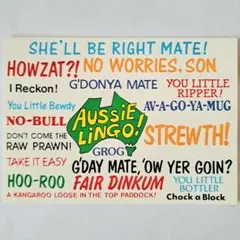 SHE'LL BE RIGHT MATE!
HOWZAT?!
NO WORRIES, SON
I Reckon!
G'DONYA MATE
YOU LITTLE
RIPPER!
You Little Bewdy
AUSSIE
LINGO!
AV-A-GO-YA-MUG
NO-BULL
DON'T COME THE
RAW PRAWN!
GROG
STREWTH!
TAKE IT EASY
G'DAY MATE, 'OW YER GOIN?
HOO-ROO
FAIR DINKUM
YOU LITTLE
BOTTLER
A KANGAROO LOOSE IN THE TOP PADDOCK!
Chock a Block